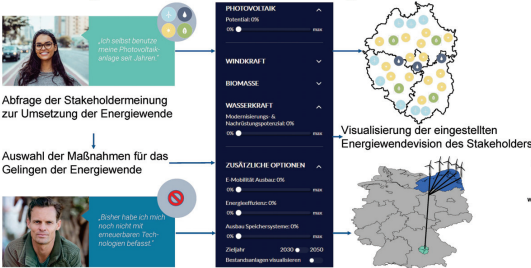 „Ich selbst benutze
meine Photovoltaik-
anlage seit Jahren."
Abfrage der Stakeholdermeinung
zur Umsetzung der Energiewende
Auswahl der Maßnahmen für das
Gelingen der Energiewende
„Bisher habe ich mich
noch nicht mit
erneuerbaren Tech-
nologien befasst."
PHOTOVOLTAIK
Potential: 0%
0% max
WINDKRAFT
BIOMASSE
WASSERKRAFT
Modernisierungs- &
Nachrüstungspotenzial: 0%
0% max
ZUSÄTZLICHE OPTIONEN
E-Mobilität Ausbau: 0%
0% max
Energieeffizienz: 0%
0% max
Ausbau Speichersysteme: 0%
0% max
Zieljahr 2030 2050
Bestandsanlagen visualisieren
Visualisierung der eingestellten
Energiewendevision des Stakeholders
w